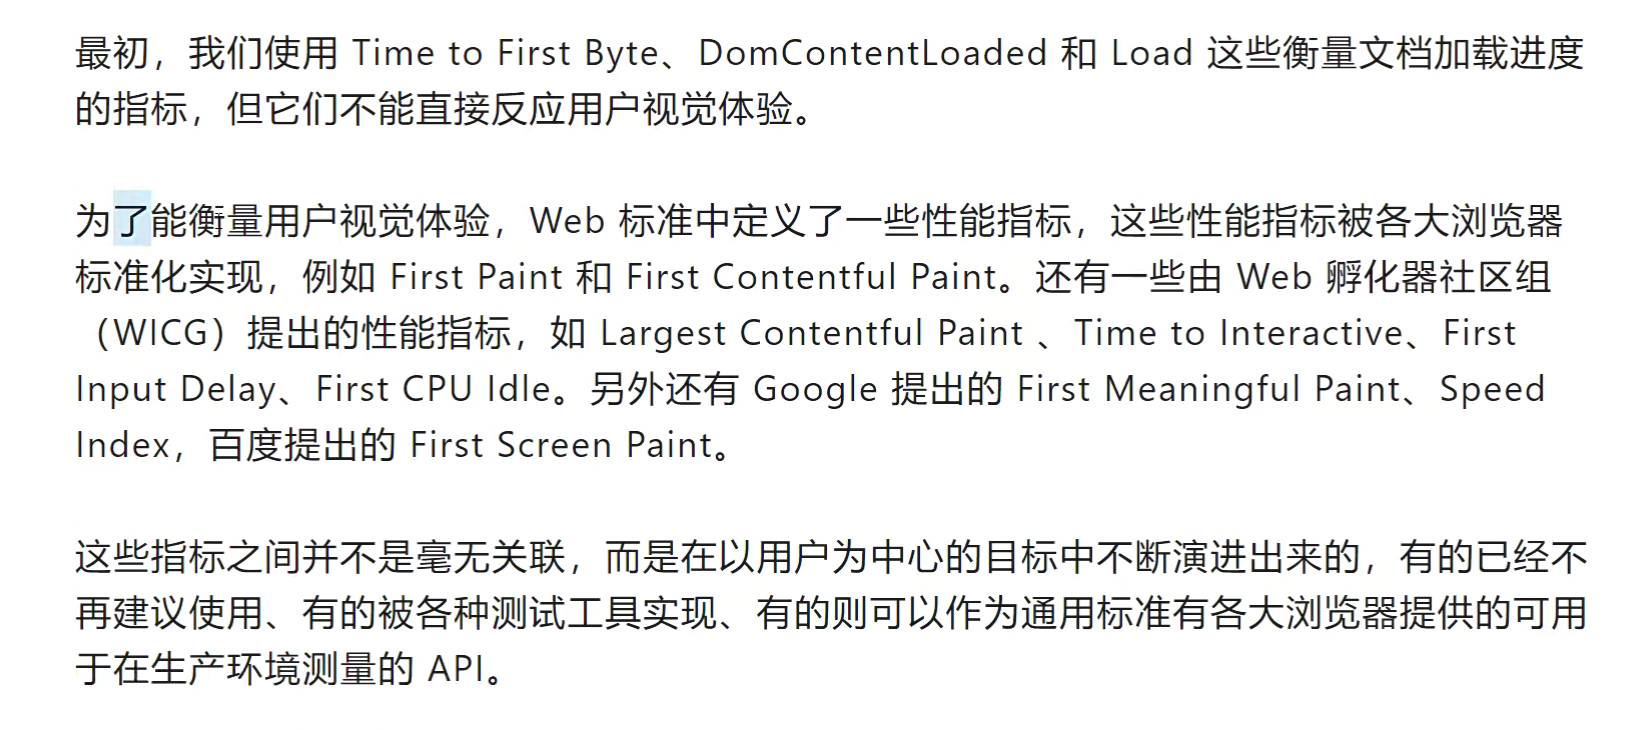 最初，我们使用 Time to First Byte、DomContentLoaded 和 Load 这些衡量文档加载进度
的指标，但它们不能直接反应用户视觉体验。
为了能衡量用户视觉体验，Web 标准中定义了一些性能指标，这些性能指标被各大浏览器
标准化实现，例如 First Paint 和 First Contentful Paint。还有一些由 Web 孵化器社区组
（WICG）提出的性能指标，如 Largest Contentful Paint 、Time to Interactive、First
Input Delay、First CPU Idle。另外还有 Google 提出的 First Meaningful Paint、Speed
Index，百度提出的 First Screen Paint。
这些指标之间并不是毫无关联，而是在以用户为中心的目标中不断演进出来的，有的已经不
再建议使用、有的被各种测试工具实现、有的则可以作为通用标准有各大浏览器提供的可用
于在生产环境测量的 API。